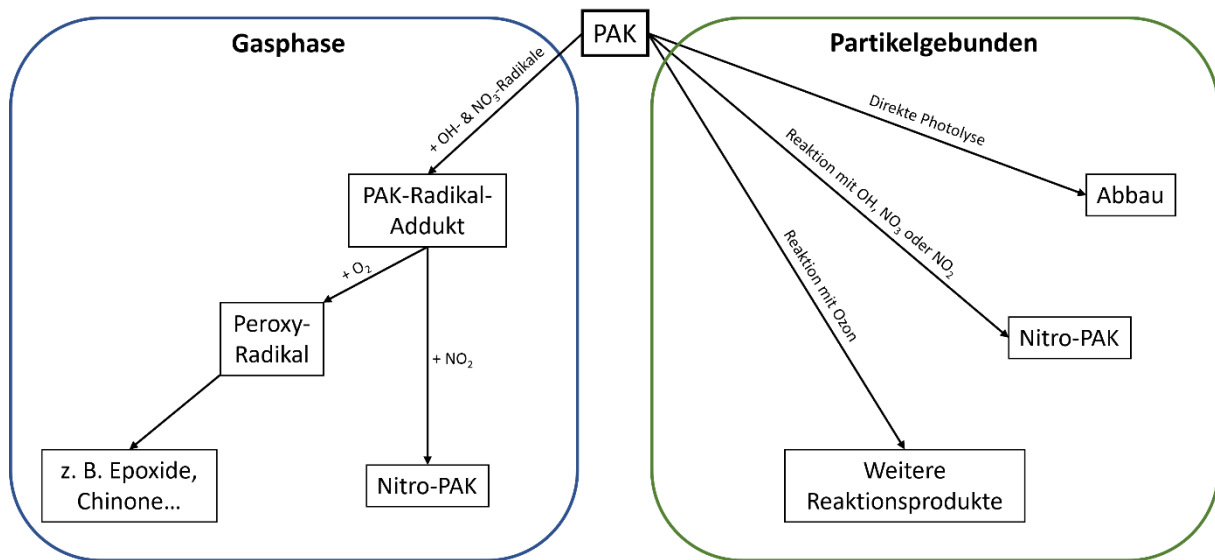 PAK
Gasphase
+ OH- & NO₃-Radikale
PAK-Radikal-
Addukt
+ O₂
Peroxy-
Radikal
+ NO₂
z. B. Epoxide,
Chinone...
Nitro-PAK
Partikelgebunden
Direkte Photolyse
Abbau
Reaktion mit OH, NO₃ oder NO₂
Nitro-PAK
Reaktion mit Ozon
Weitere
Reaktionsprodukte